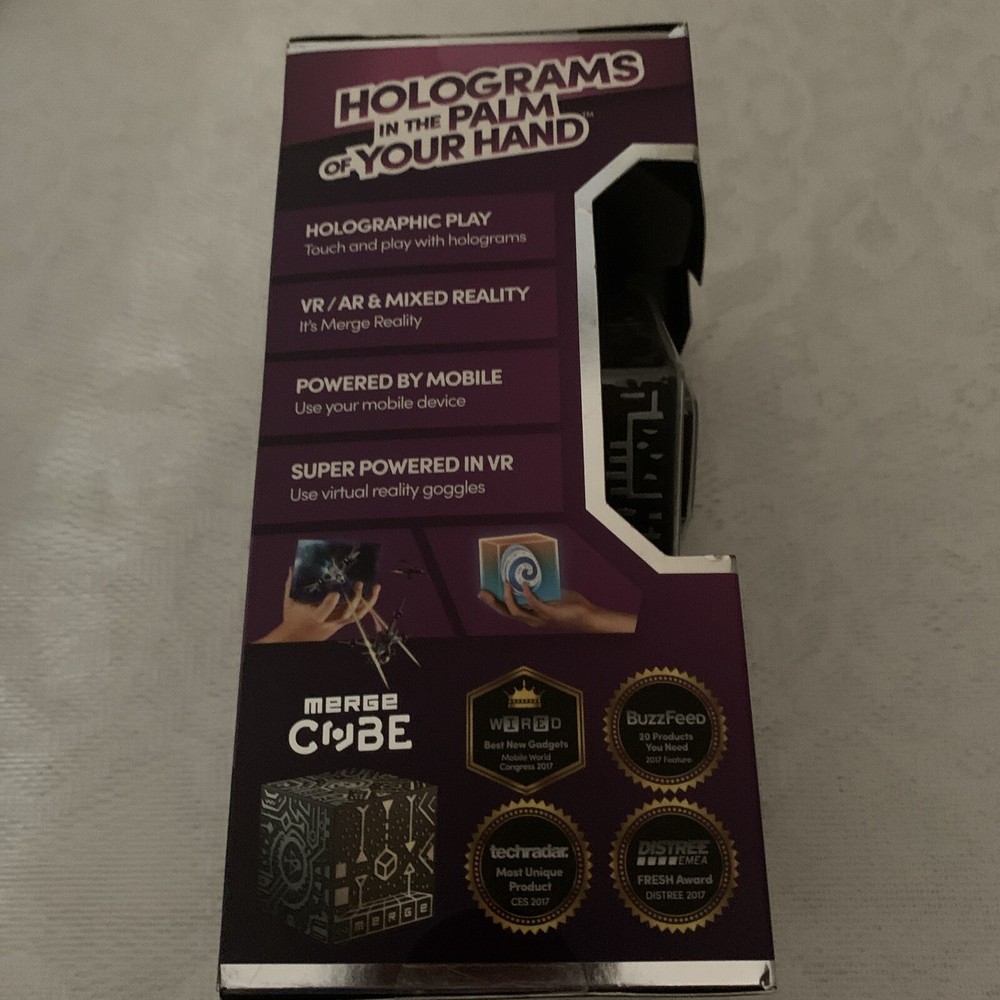 HOLOGRAMS
IN THE PALM
OF YOUR HAND™
HOLOGRAPHIC PLAY
Touch and play with holograms
VR / AR & MIXED REALITY
It's Merge Reality
POWERED BY MOBILE
Use your mobile device
SUPER POWERED IN VR
Use virtual reality goggles
MERGE
CUBE
MERGE
WIRED
Best New Gadgets
Mobile World
Congress 2017
BuzzFeed
20 Products
You Need
2017 Feature
techradar.
Most Unique
Product
CES 2017
DISTREE
EMEA
FRESH Award
DISTREE 2017